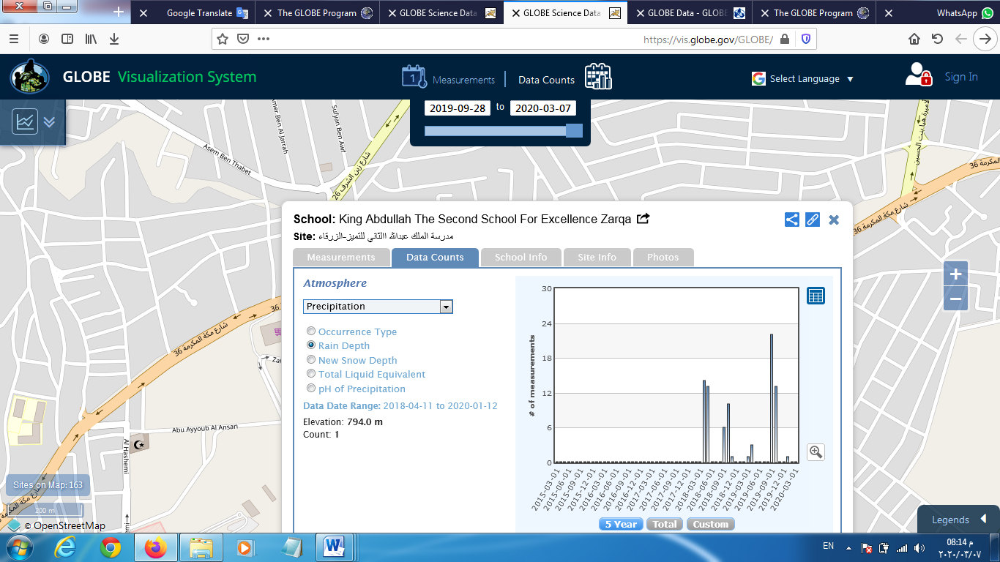 Google Translate
The GLOBE Program
GLOBE Science Data
GLOBE Science Data
GLOBE Data - GLOBE
The GLOBE Program
WhatsApp
https://vis.globe.gov/GLOBE/
GLOBE Visualization System
1 Measurements | Data Counts
Select Language
Sign In
2019-09-28 to 2020-03-07
Amer Ben Al Jarrah
Sufyan Ben Awf
Asem Ben Thabet
شارع زين الشرف 26
الأميرة هيا بنت الحسين
شارع مكة المكرمة 36
School: King Abdullah The Second School For Excellence Zarqa
Site: مدرسة الملك عبدالله االثاني للتميز-الزرقاء
Measurements
Data Counts
School Info
Site Info
Photos
Atmosphere
Precipitation
Occurrence Type
Rain Depth
New Snow Depth
Total Liquid Equivalent
pH of Precipitation
Data Date Range: 2018-04-11 to 2020-01-12
Elevation: 794.0 m
Count: 1
# of measurements
30
24
18
12
6
0
2015-03-01
2015-06-01
2015-09-01
2015-12-01
2016-03-01
2016-06-01
2016-09-01
2016-12-01
2017-03-01
2017-06-01
2017-09-01
2017-12-01
2018-03-01
2018-06-01
2018-09-01
2018-12-01
2019-03-01
2019-06-01
2019-09-01
2019-12-01
2020-03-01
5 Year
Total
Custom
+
−
36
شارع مكة المكرمة 36
Zar
Abu Ayyoub Al Ansari
Al Hashemi
شارع مكة المكرمة
Sites on Map: 163
200 m
© OpenStreetMap
Legends
EN
08:14 م
٢٠٢٠/٠٣/٠٧